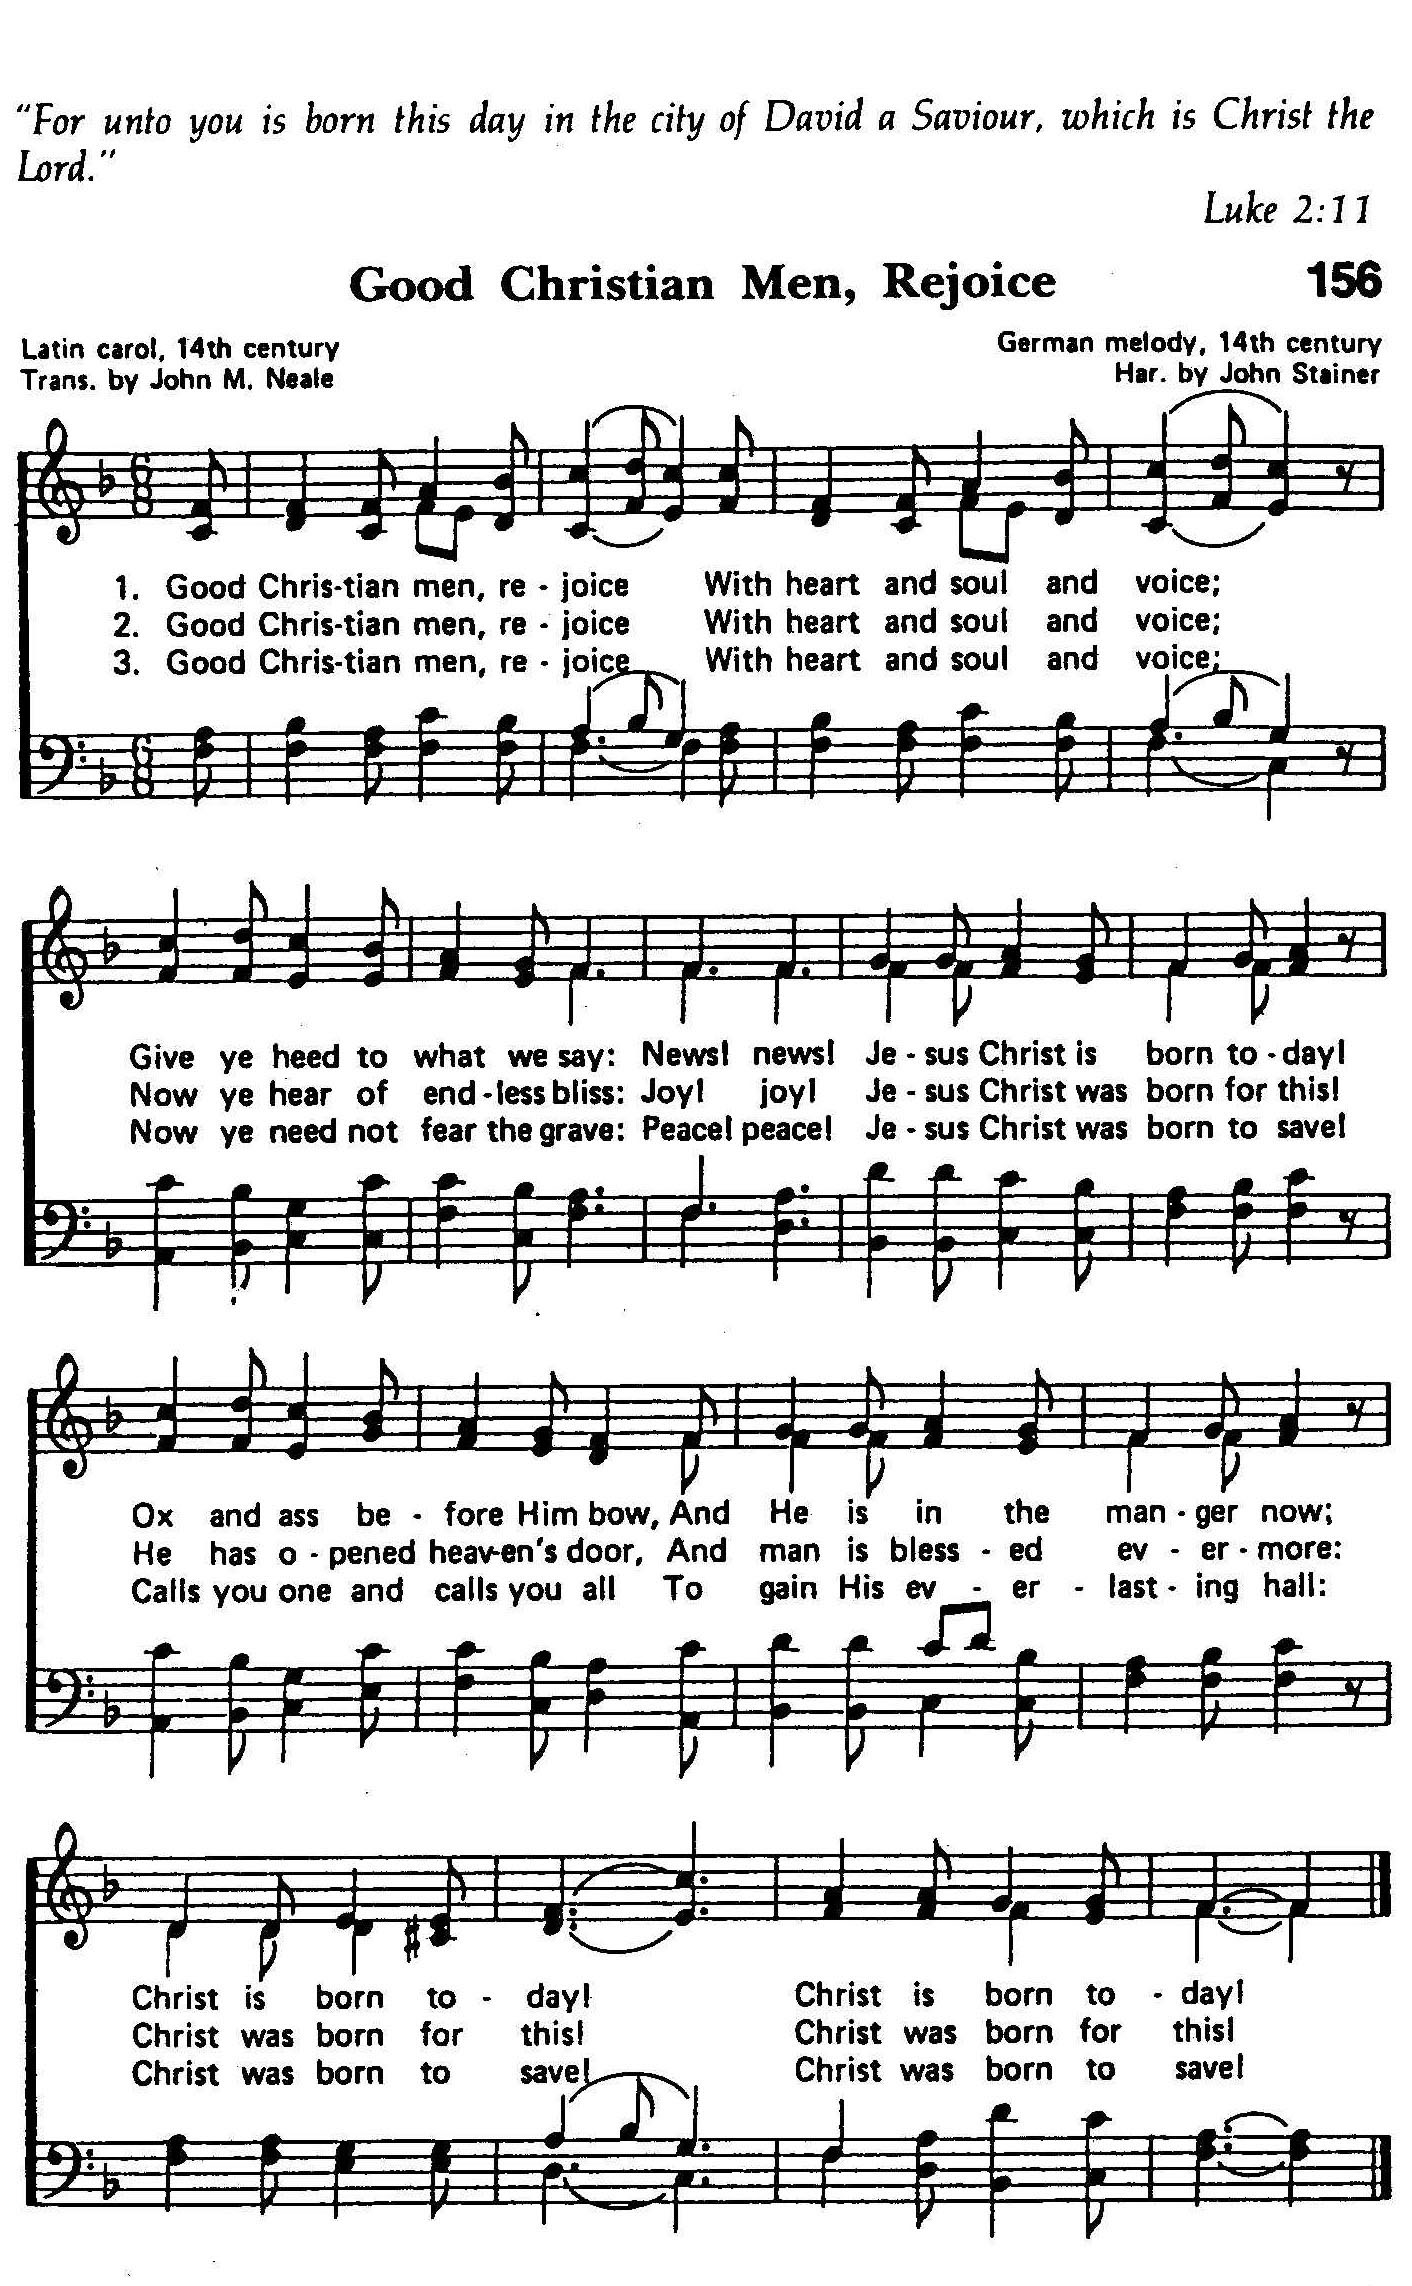 “For unto you is born this day in the city of David a Saviour, which is Christ the
Lord.”
Luke 2:11
Good Christian Men, Rejoice 156
Latin carol, 14th century
Trans. by John M. Neale
German melody, 14th century
Har. by John Stainer
1. Good Chris-tian men, re - joice With heart and soul and voice;
2. Good Chris-tian men, re - joice With heart and soul and voice;
3. Good Chris-tian men, re - joice With heart and soul and voice;
Give ye heed to what we say: News! news! Je - sus Christ is born to - day!
Now ye hear of end - less bliss: Joy! joy! Je - sus Christ was born for this!
Now ye need not fear the grave: Peace! peace! Je - sus Christ was born to save!
Ox and ass be - fore Him bow, And He is in the man - ger now;
He has o - pened heav-en's door, And man is bless - ed ev - er - more:
Calls you one and calls you all To gain His ev - er - last - ing hall:
Christ is born to - day! Christ is born to - day!
Christ was born for this! Christ was born for this!
Christ was born to save! Christ was born to save!